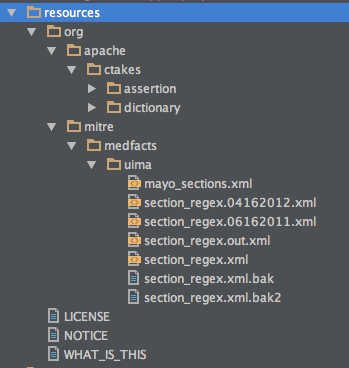 resources
org
apache
ctakes
assertion
dictionary
mitre
medfacts
uima
mayo_sections.xml
section_regex.04162012.xml
section_regex.06162011.xml
section_regex.out.xml
section_regex.xml
section_regex.xml.bak
section_regex.xml.bak2
LICENSE
NOTICE
WHAT_IS_THIS